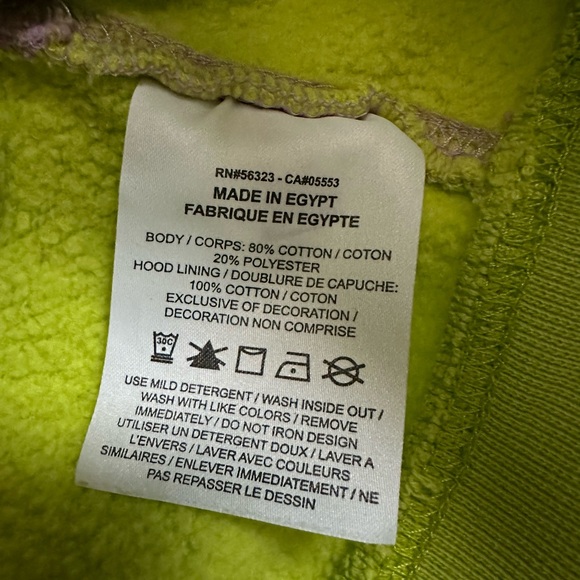 RN#56323 - CA#05553
MADE IN EGYPT
FABRIQUE EN EGYPTE
BODY / CORPS: 80% COTTON / COTON
20% POLYESTER
HOOD LINING / DOUBLURE DE CAPUCHE:
100% COTTON / COTON
EXCLUSIVE OF DECORATION /
DECORATION NON COMPRISE
30C
USE MILD DETERGENT / WASH INSIDE OUT /
WASH WITH LIKE COLORS / REMOVE
IMMEDIATELY / DO NOT IRON DESIGN
UTILISER UN DETERGENT DOUX / LAVER A
L'ENVERS / LAVER AVEC COULEURS
SIMILAIRES / ENLEVER IMMEDIATEMENT / NE
PAS REPASSER LE DESSIN